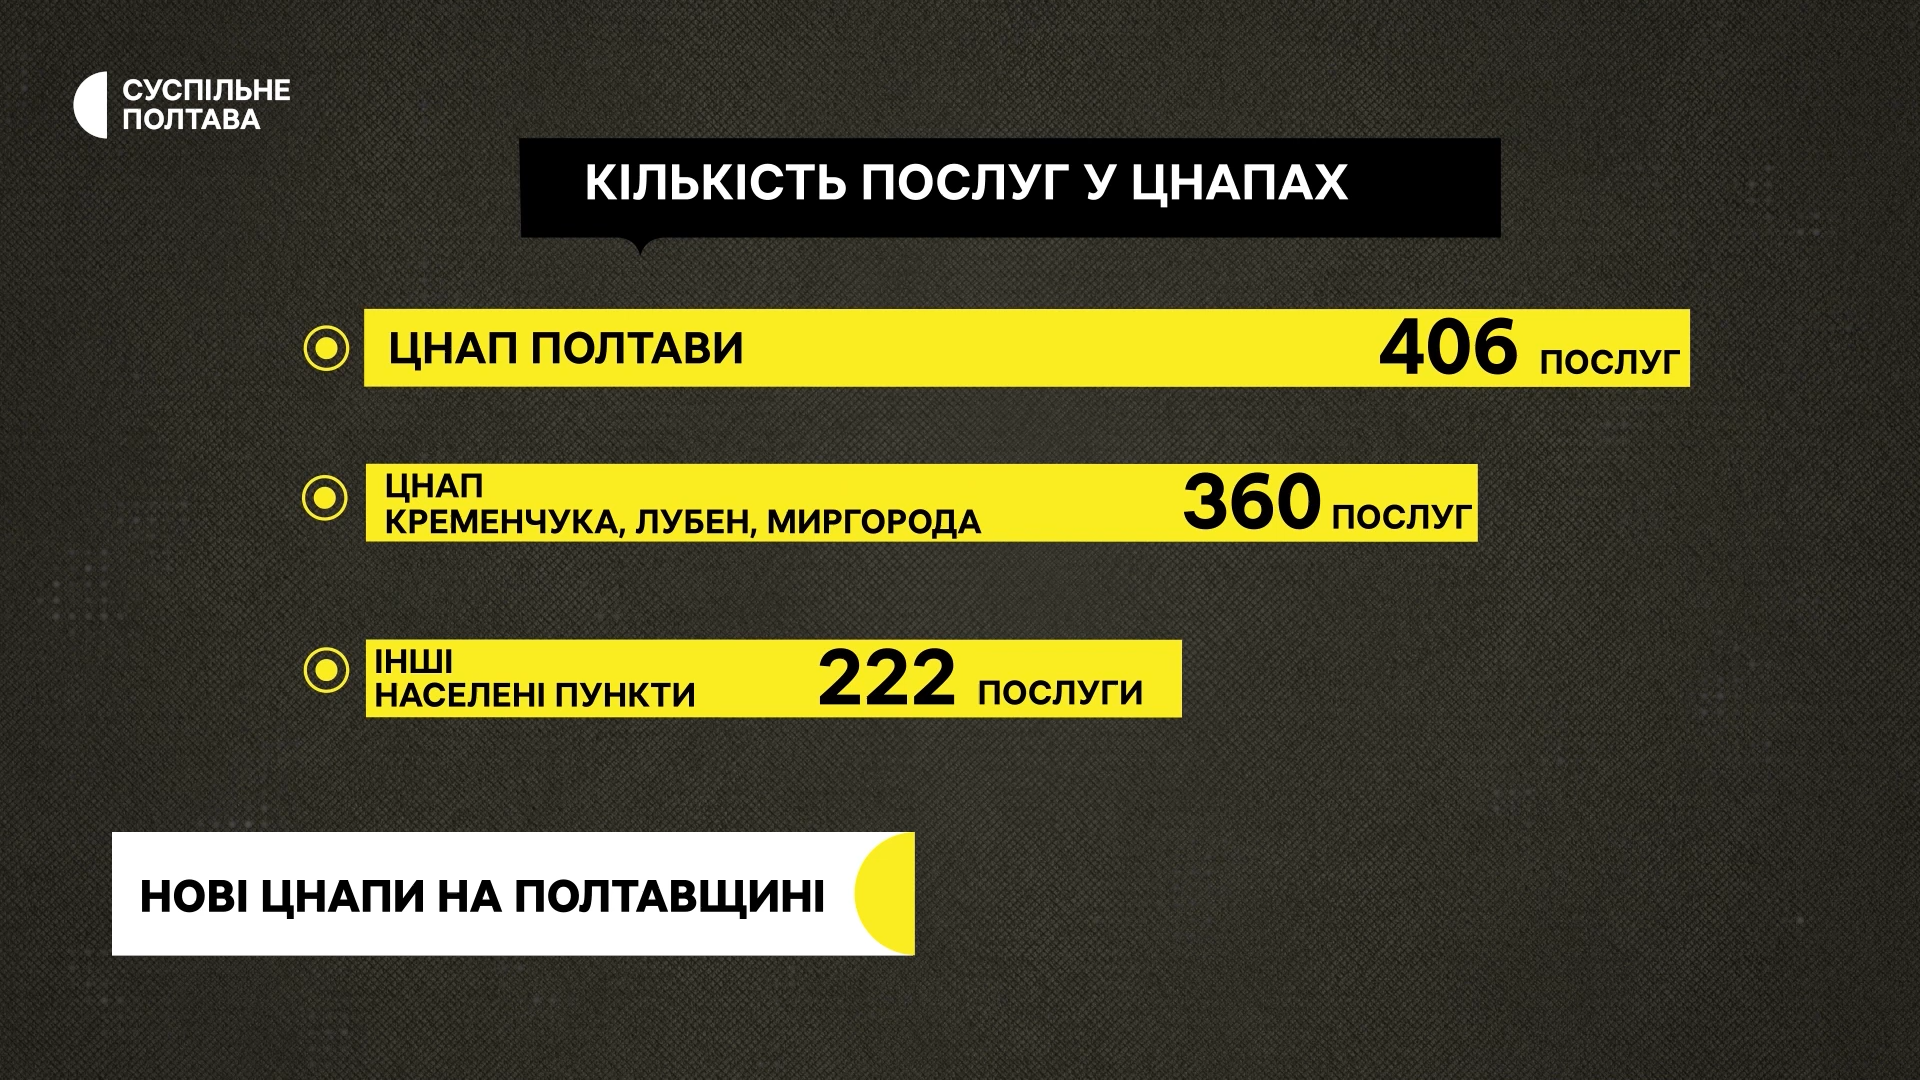 СУСПІЛЬНЕ
ПОЛТАВА
КІЛЬКІСТЬ ПОСЛУГ У ЦНАПАХ
ЦНАП ПОЛТАВИ 406 ПОСЛУГ
ЦНАП
КРЕМЕНЧУКА, ЛУБЕН, МИРГОРОДА 360 ПОСЛУГ
ІНШІ
НАСЕЛЕНІ ПУНКТИ 222 ПОСЛУГИ
НОВІ ЦНАПИ НА ПОЛТАВЩИНІ